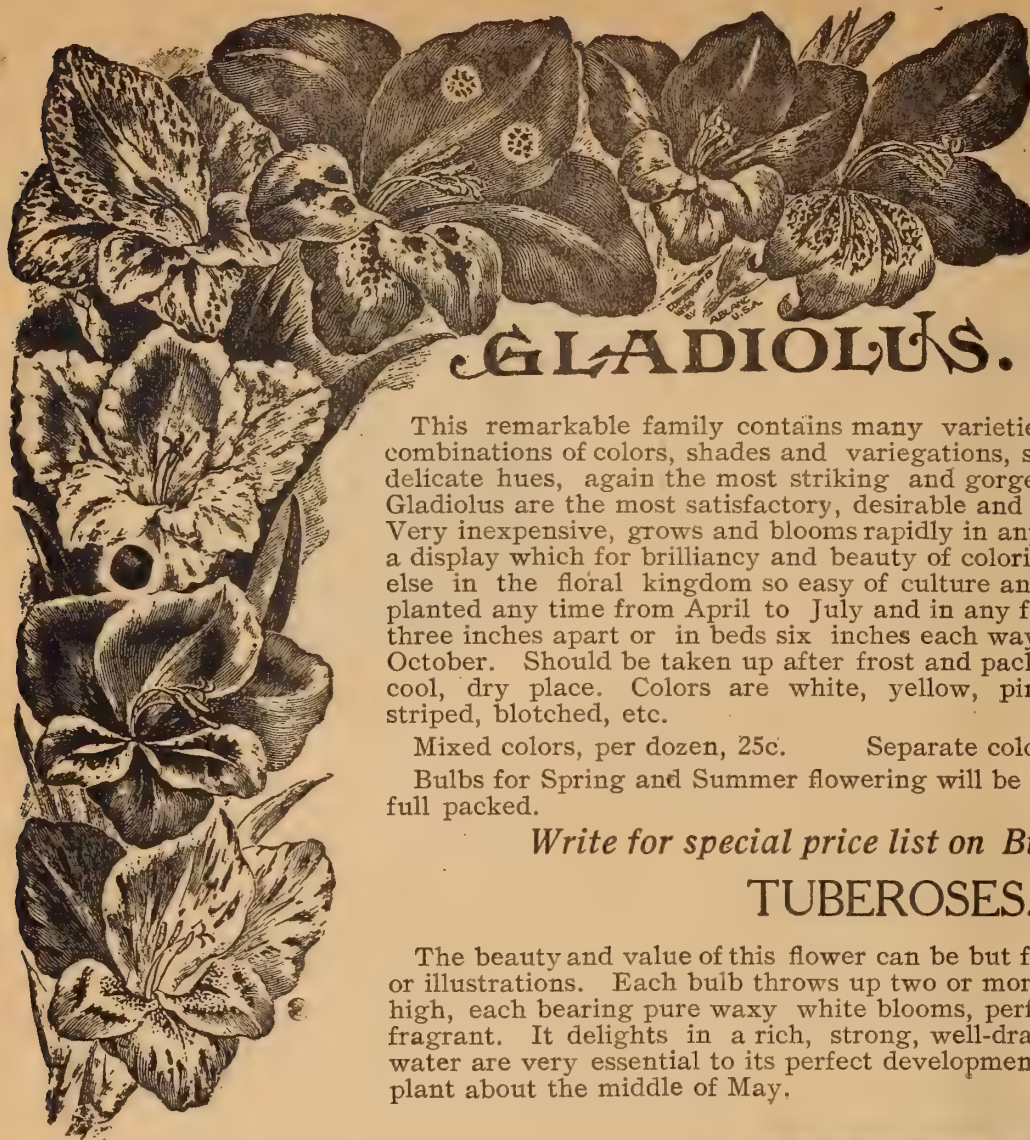 COPYRIGHTED
BY A.BLANC
U.S.A.
GLADIOLUS.
This remarkable family contains many varietie
combinations of colors, shades and variegations, s
delicate hues, again the most striking and gorge
Gladiolus are the most satisfactory, desirable and
Very inexpensive, grows and blooms rapidly in an
a display which for brilliancy and beauty of colori
else in the floral kingdom so easy of culture an
planted any time from April to July and in any f
three inches apart or in beds six inches each way
October. Should be taken up after frost and pack
cool, dry place. Colors are white, yellow, pin
striped, blotched, etc.
Mixed colors, per dozen, 25c. Separate colo
Bulbs for Spring and Summer flowering will be
full packed.
Write for special price list on Bu
TUBEROSES.
The beauty and value of this flower can be but f
or illustrations. Each bulb throws up two or mor
high, each bearing pure waxy white blooms, perf
fragrant. It delights in a rich, strong, well-dra
water are very essential to its perfect developmen
plant about the middle of May.